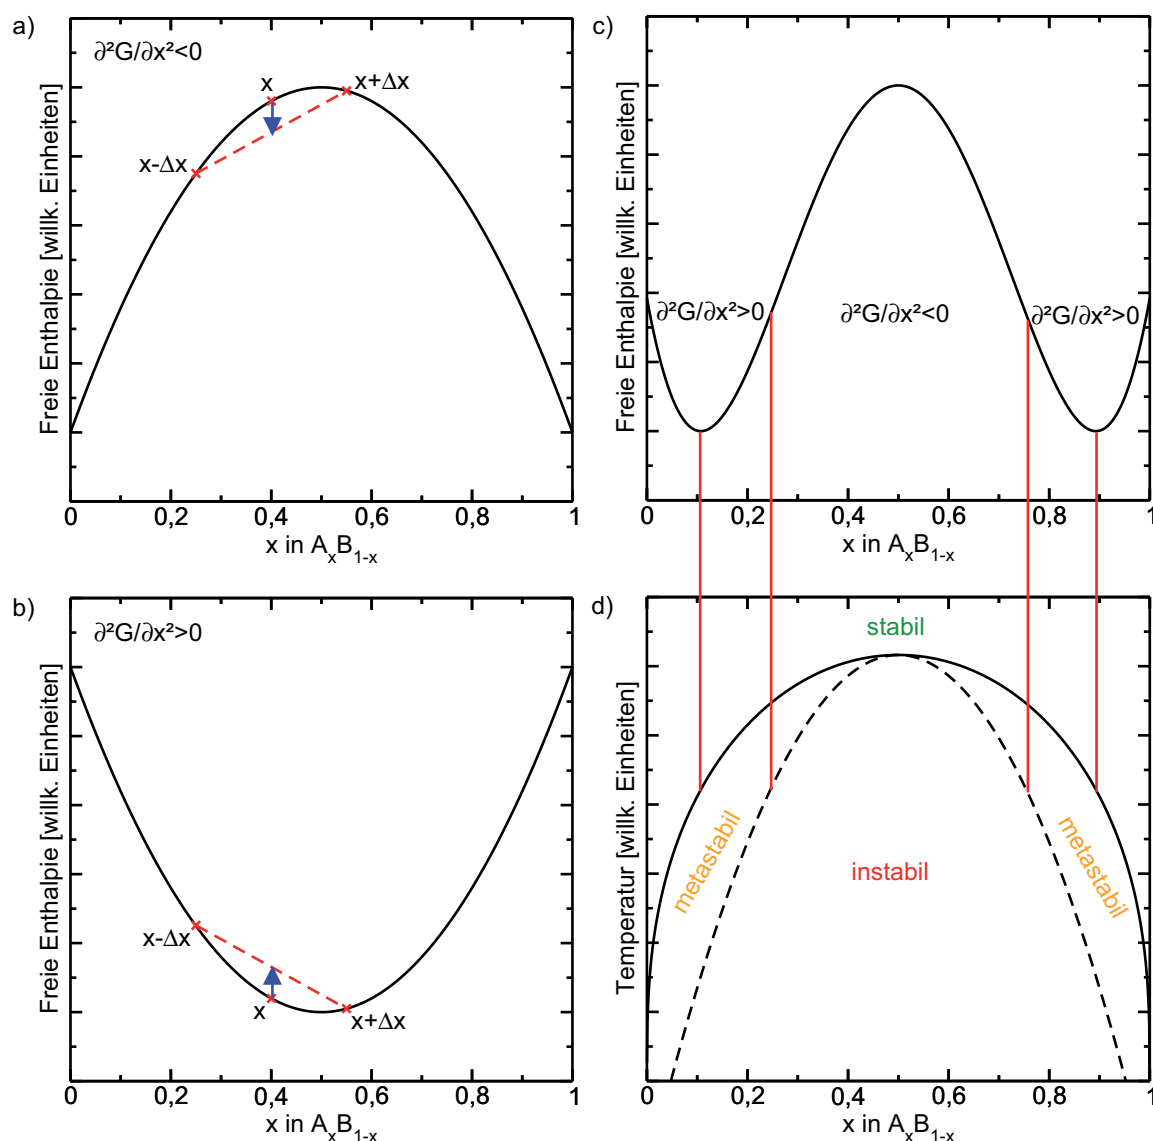 a)
∂²G/∂x²<0
x
x+Δx
x-Δx
Freie Enthalpie [willk. Einheiten]
0 0,2 0,4 0,6 0,8 1
x in AₓB₁₋ₓ
c)
∂²G/∂x²>0 ∂²G/∂x²<0 ∂²G/∂x²>0
Freie Enthalpie [willk. Einheiten]
0 0,2 0,4 0,6 0,8 1
x in AₓB₁₋ₓ
b)
∂²G/∂x²>0
x-Δx
x
x+Δx
Freie Enthalpie [willk. Einheiten]
0 0,2 0,4 0,6 0,8 1
x in AₓB₁₋ₓ
d)
stabil
metastabil
instabil
metastabil
Temperatur [willk. Einheiten]
0 0,2 0,4 0,6 0,8 1
x in AₓB₁₋ₓ